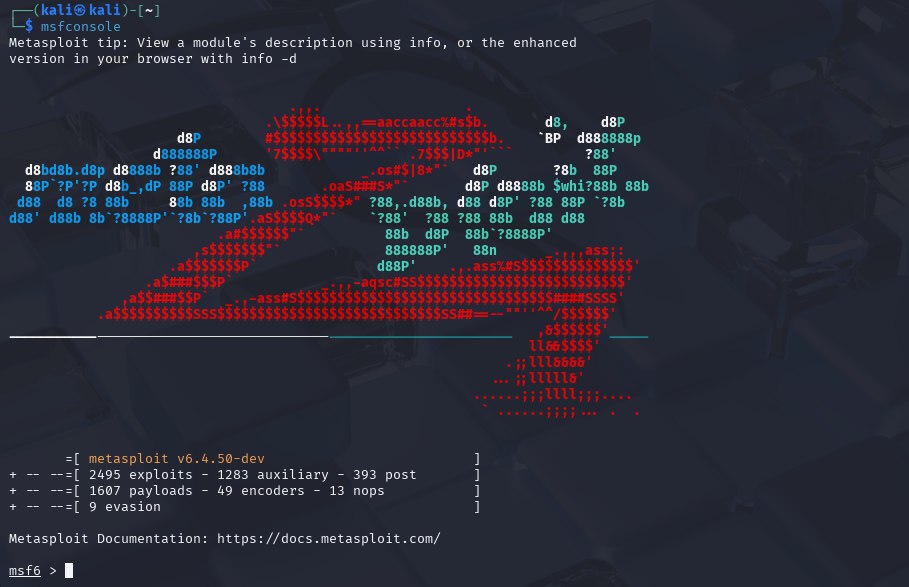 ┌──(kali㉿kali)-[~]
└─$ msfconsole
Metasploit tip: View a module's description using info, or the enhanced
version in your browser with info -d
=[ metasploit v6.4.50-dev ]
+ -- --=[ 2495 exploits - 1283 auxiliary - 393 post ]
+ -- --=[ 1607 payloads - 49 encoders - 13 nops ]
+ -- --=[ 9 evasion ]
Metasploit Documentation: https://docs.metasploit.com/
msf6 >